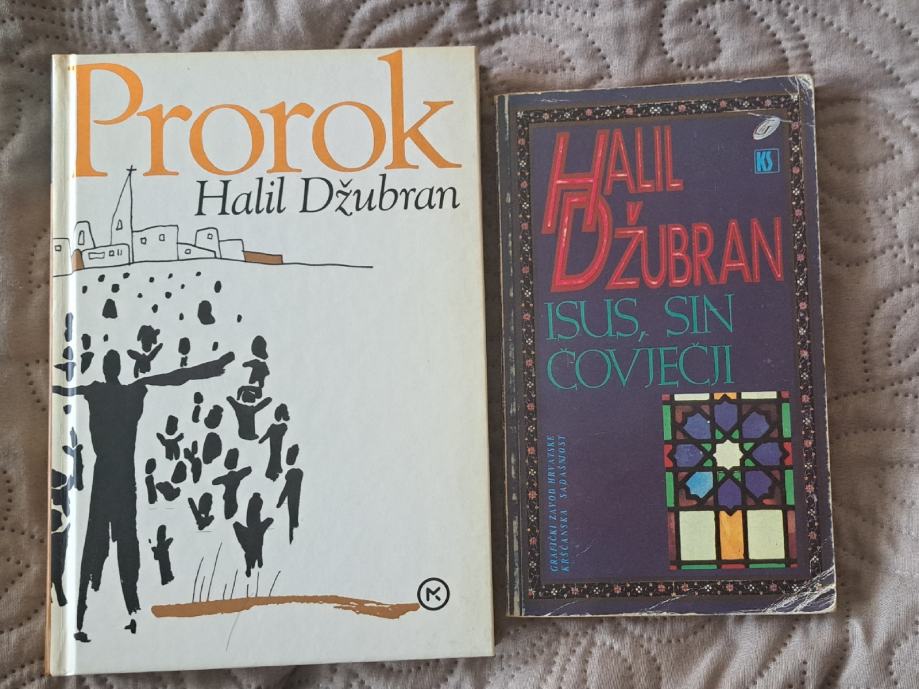 Prorok
Halil Džubran
HALIL
DŽUBRAN
ISUS, SIN
ČOVJEČJI
KS
GRAFIČKI ZAVOD HRVATSKE
KRŠĆANSKA SADAŠNJOST